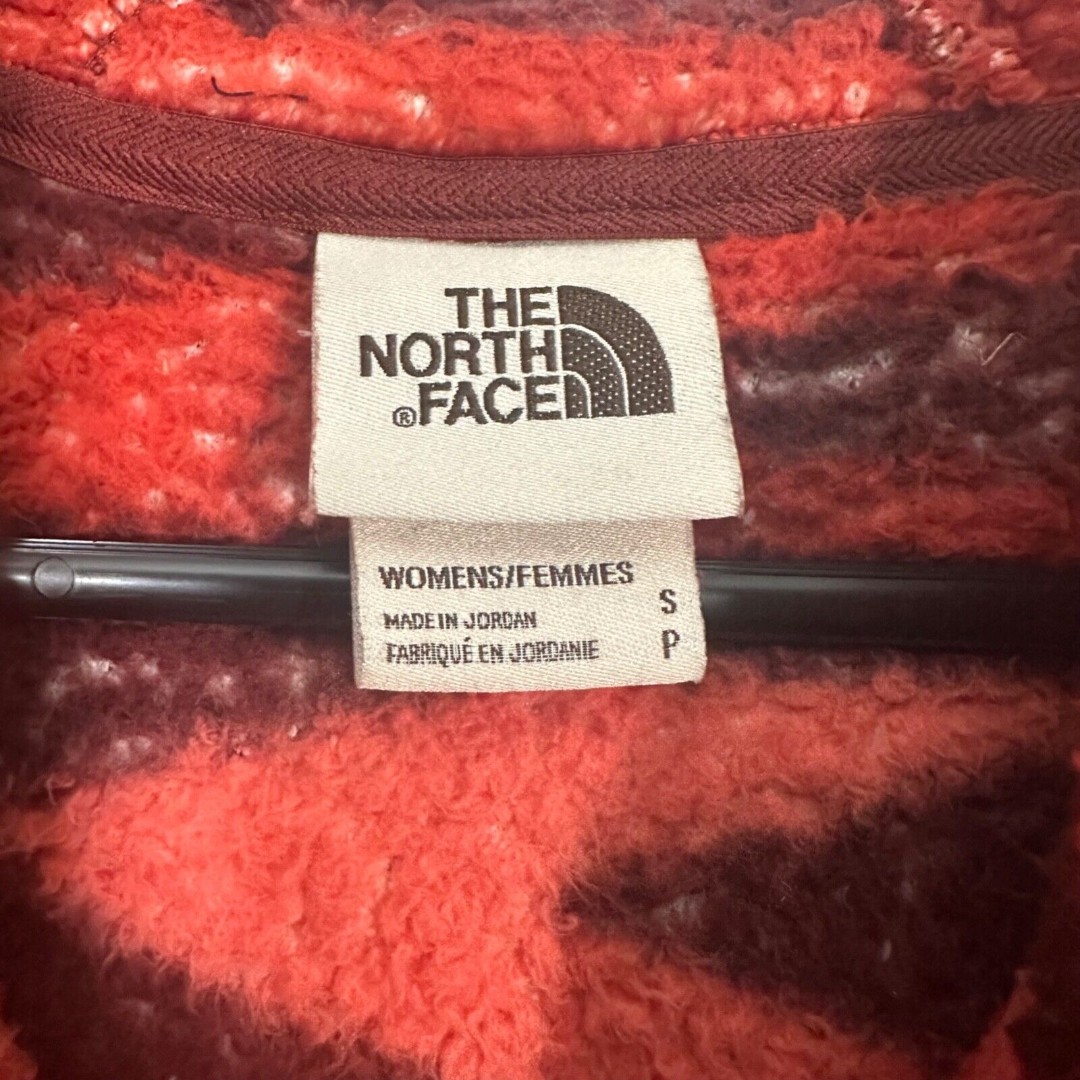 THE
NORTH
®FACE
WOMENS/FEMMES
S
MADE IN JORDAN
FABRIQUÉ EN JORDANIE
P